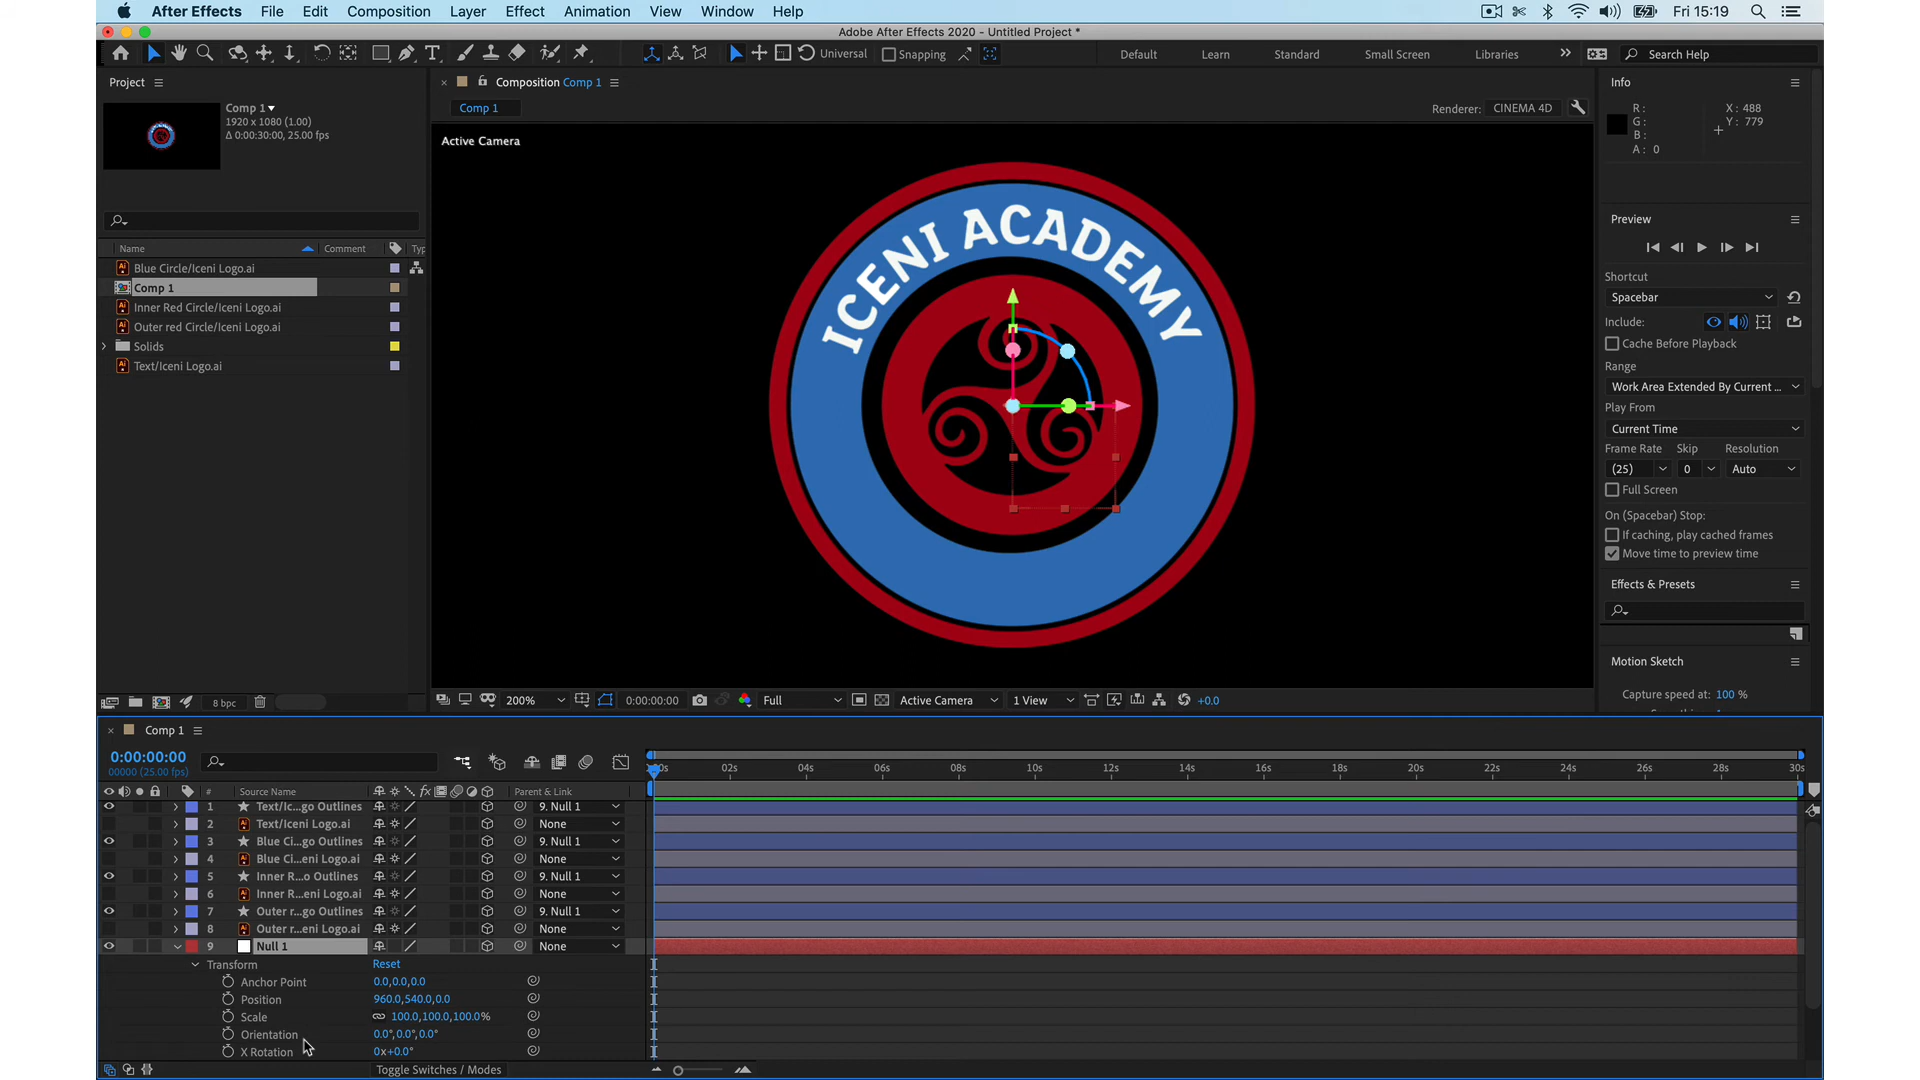 After Effects File Edit Composition Layer Effect Animation View Window Help Fri 15:19
Adobe After Effects 2020 - Untitled Project *
Universal Snapping Default Learn Standard Small Screen Libraries Search Help
Project
Comp 1
1920 x 1080 (1.00)
Δ 0:00:30:00, 25.00 fps
Name Comment Typ
Blue Circle/Iceni Logo.ai
Comp 1
Inner Red Circle/Iceni Logo.ai
Outer red Circle/Iceni Logo.ai
Solids
Text/Iceni Logo.ai
8 bpc
Composition Comp 1
Comp 1
Renderer: CINEMA 4D
Active Camera
ICENI ACADEMY
200% 0:00:00:00 Full Active Camera 1 View +0.0
Info
R: X: 488
G: Y: 779
B:
A: 0
Preview
Shortcut
Spacebar
Include:
Cache Before Playback
Range
Work Area Extended By Current ...
Play From
Current Time
Frame Rate Skip Resolution
(25) 0 Auto
Full Screen
On (Spacebar) Stop:
If caching, play cached frames
Move time to preview time
Effects & Presets
Motion Sketch
Capture speed at: 100 %
Comp 1
0:00:00:00
00000 (25.00 fps)
02s 04s 06s 08s 10s 12s 14s 16s 18s 20s 22s 24s 26s 28s 30s
# Source Name fx Parent & Link
1 Text/Ic...go Outlines 9. Null 1
2 Text/Iceni Logo.ai None
3 Blue Ci...go Outlines 9. Null 1
4 Blue Ci...eni Logo.ai None
5 Inner R...o Outlines 9. Null 1
6 Inner R...eni Logo.ai None
7 Outer r...go Outlines 9. Null 1
8 Outer r...eni Logo.ai None
9 Null 1 None
Transform Reset
Anchor Point 0.0,0.0,0.0
Position 960.0,540.0,0.0
Scale 100.0,100.0,100.0%
Orientation 0.0°,0.0°,0.0°
X Rotation 0x+0.0°
Toggle Switches / Modes